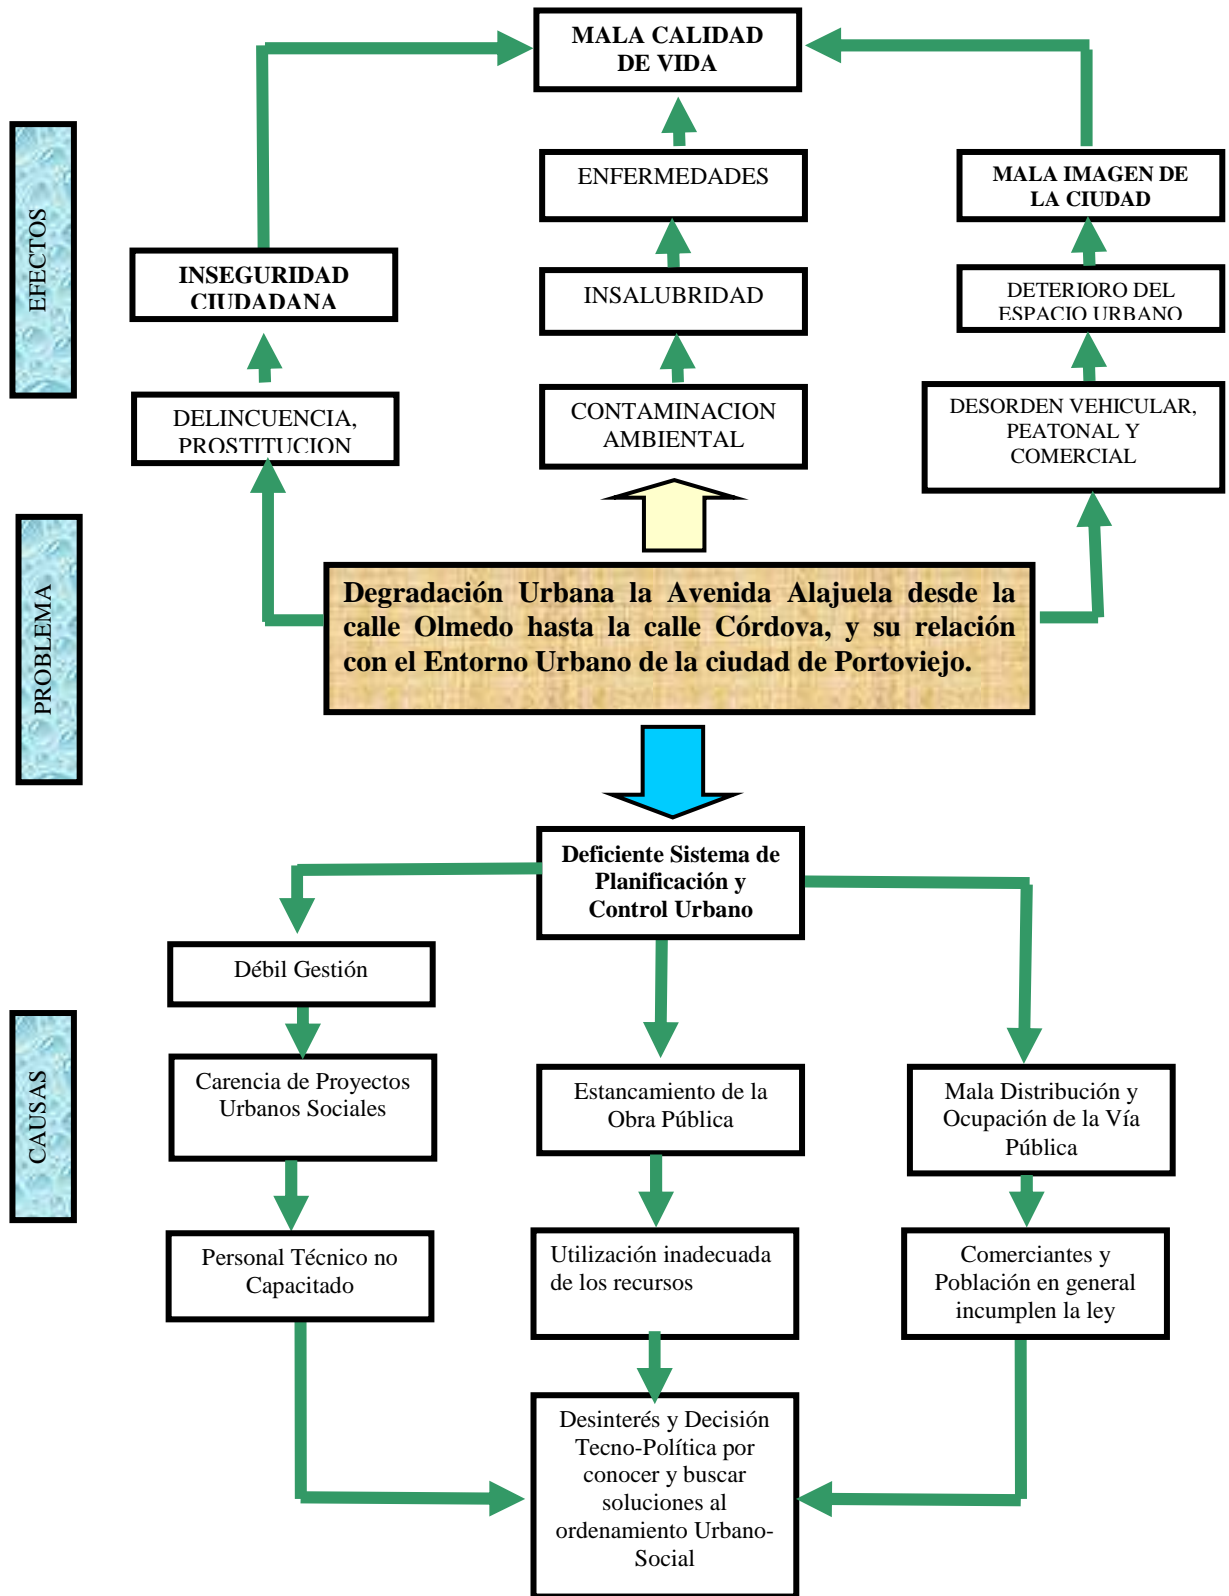 MALA CALIDAD
DE VIDA
EFECTOS
ENFERMEDADES
MALA IMAGEN DE
LA CIUDAD
INSEGURIDAD
CIUDADANA
INSALUBRIDAD
DETERIORO DEL
ESPACIO URBANO
DELINCUENCIA,
PROSTITUCION
CONTAMINACION
AMBIENTAL
DESORDEN VEHICULAR,
PEATONAL Y
COMERCIAL
PROBLEMA
Degradación Urbana la Avenida Alajuela desde la
calle Olmedo hasta la calle Córdova, y su relación
con el Entorno Urbano de la ciudad de Portoviejo.
Deficiente Sistema de
Planificación y
Control Urbano
CAUSAS
Débil Gestión
Carencia de Proyectos
Urbanos Sociales
Estancamiento de la
Obra Pública
Mala Distribución y
Ocupación de la Vía
Pública
Personal Técnico no
Capacitado
Utilización inadecuada
de los recursos
Comerciantes y
Población en general
incumplen la ley
Desinterés y Decisión
Tecno-Política por
conocer y buscar
soluciones al
ordenamiento Urbano-
Social